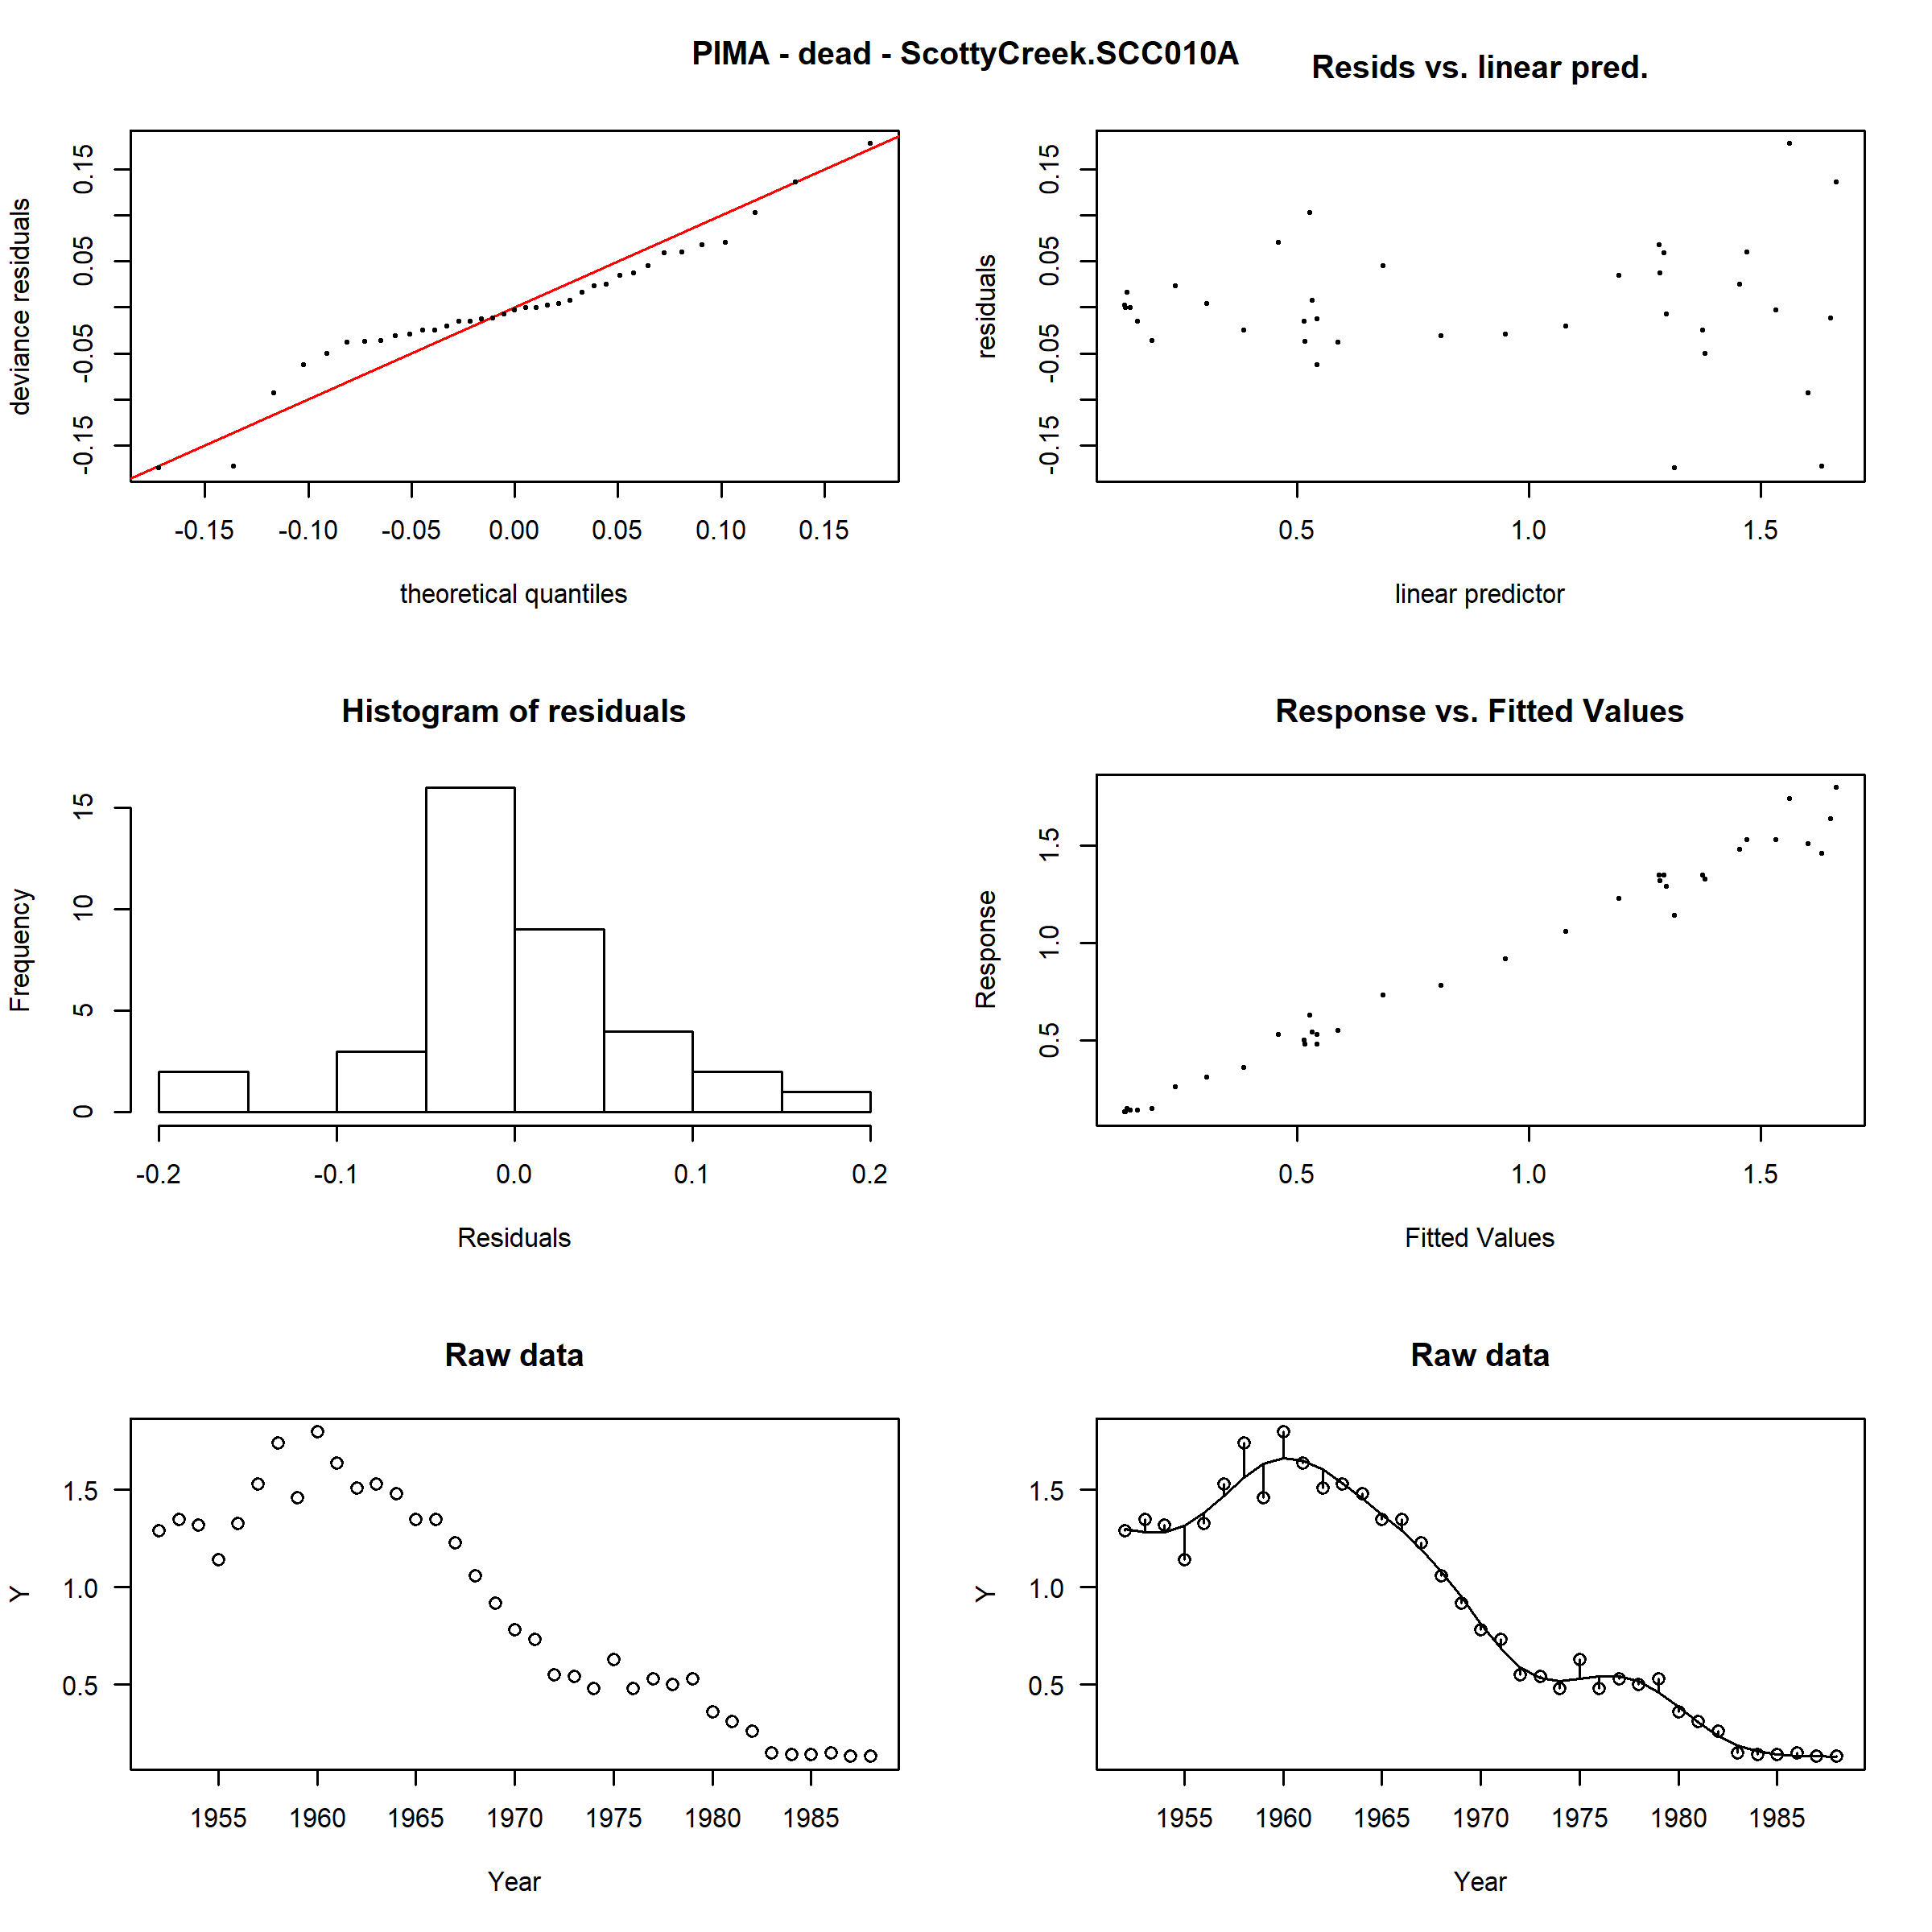 PIMA - dead - ScottyCreek.SCC010A
Resids vs. linear pred.
deviance residuals
0.15
0.05
-0.05
-0.15
-0.15 -0.10 -0.05 0.00 0.05 0.10 0.15
theoretical quantiles
residuals
0.15
0.05
-0.05
-0.15
0.5 1.0 1.5
linear predictor
Histogram of residuals
Frequency
15
10
5
0
-0.2 -0.1 0.0 0.1 0.2
Residuals
Response vs. Fitted Values
Response
1.5
1.0
0.5
0.5 1.0 1.5
Fitted Values
Raw data
Y
1.5
1.0
0.5
1955 1960 1965 1970 1975 1980 1985
Year
Raw data
Y
1.5
1.0
0.5
1955 1960 1965 1970 1975 1980 1985
Year